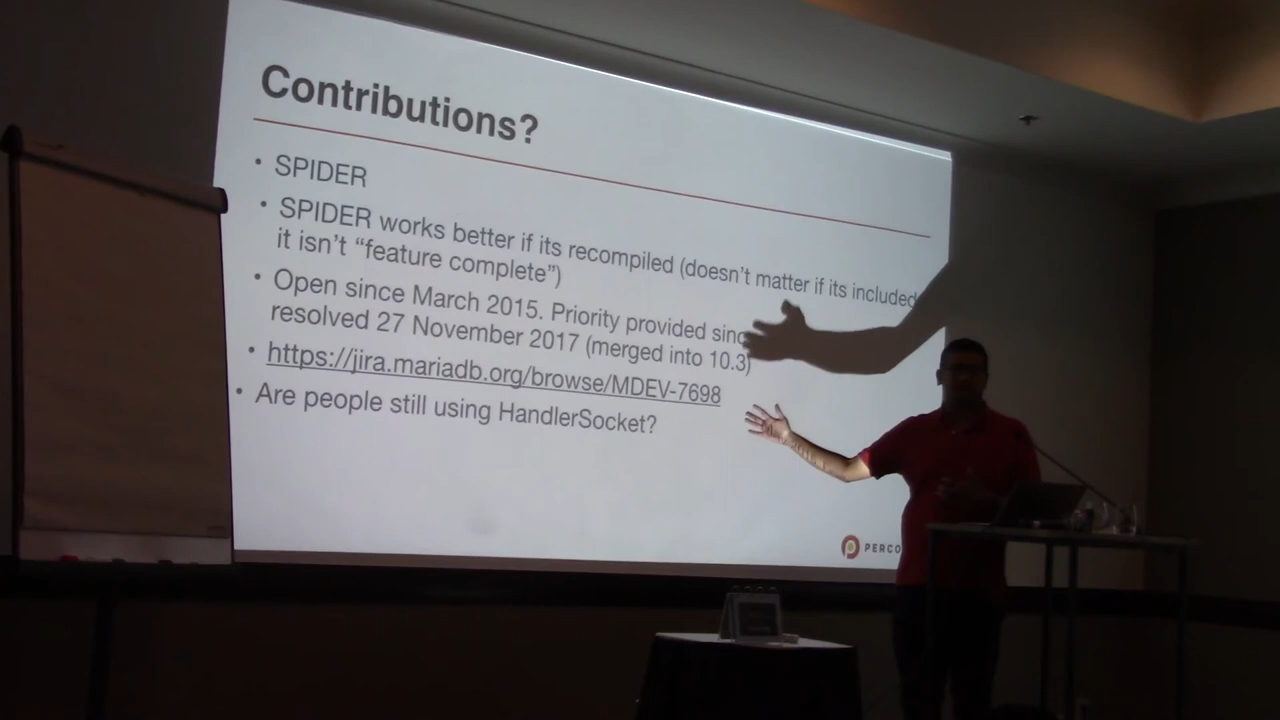 Contributions?
• SPIDER
• SPIDER works better if its recompiled (doesn't matter if its included
it isn't “feature complete”)
• Open since March 2015. Priority provided
resolved 27 November 2017 (merged into 10.3)
• https://jira.mariadb.org/browse/MDEV-7698
• Are people still using HandlerSocket?
PERCO